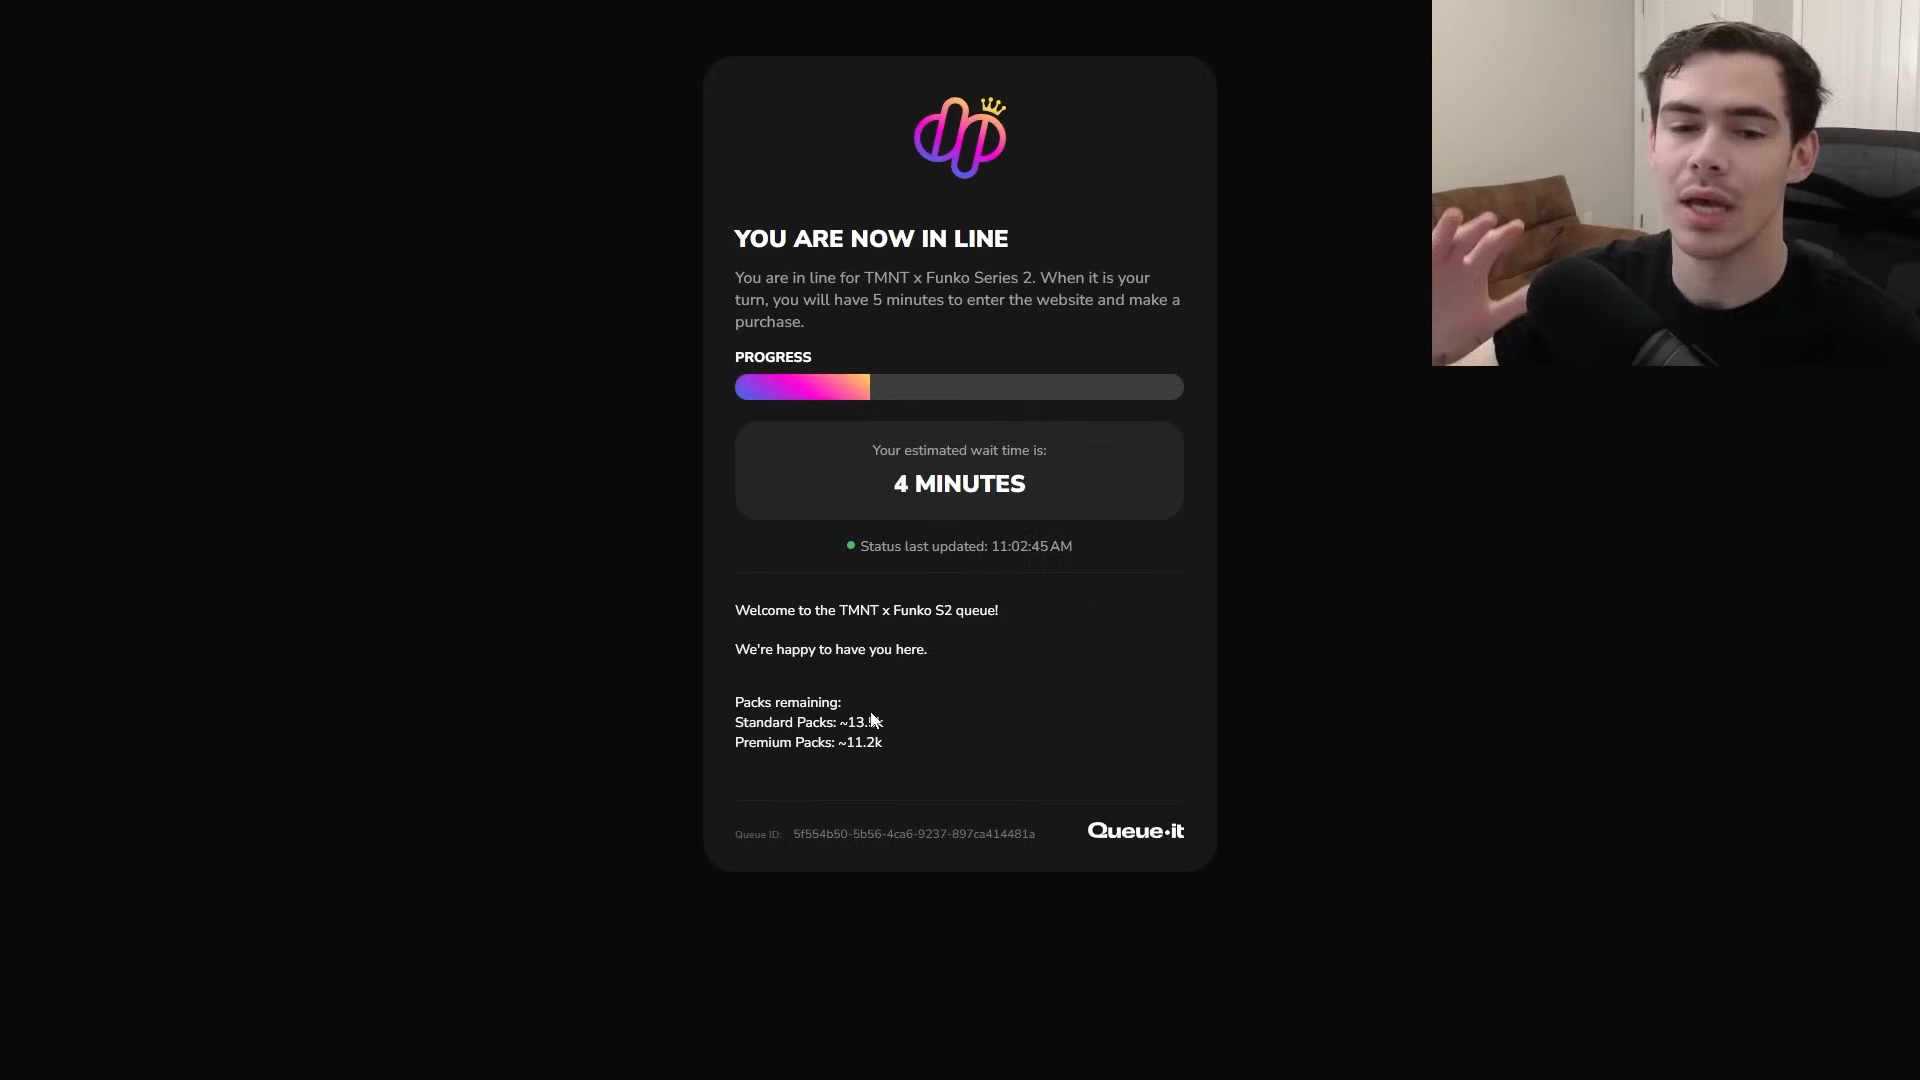 YOU ARE NOW IN LINE
You are in line for TMNT x Funko Series 2. When it is your
turn, you will have 5 minutes to enter the website and make a
purchase.
PROGRESS
Your estimated wait time is:
4 MINUTES
Status last updated: 11:02:45 AM
Welcome to the TMNT x Funko S2 queue!
We're happy to have you here.
Packs remaining:
Standard Packs:
Premium Packs: ~11.2k
Queue ID: 5f554b50-5b56-4ca6-9237-897ca414481a
Queue-it